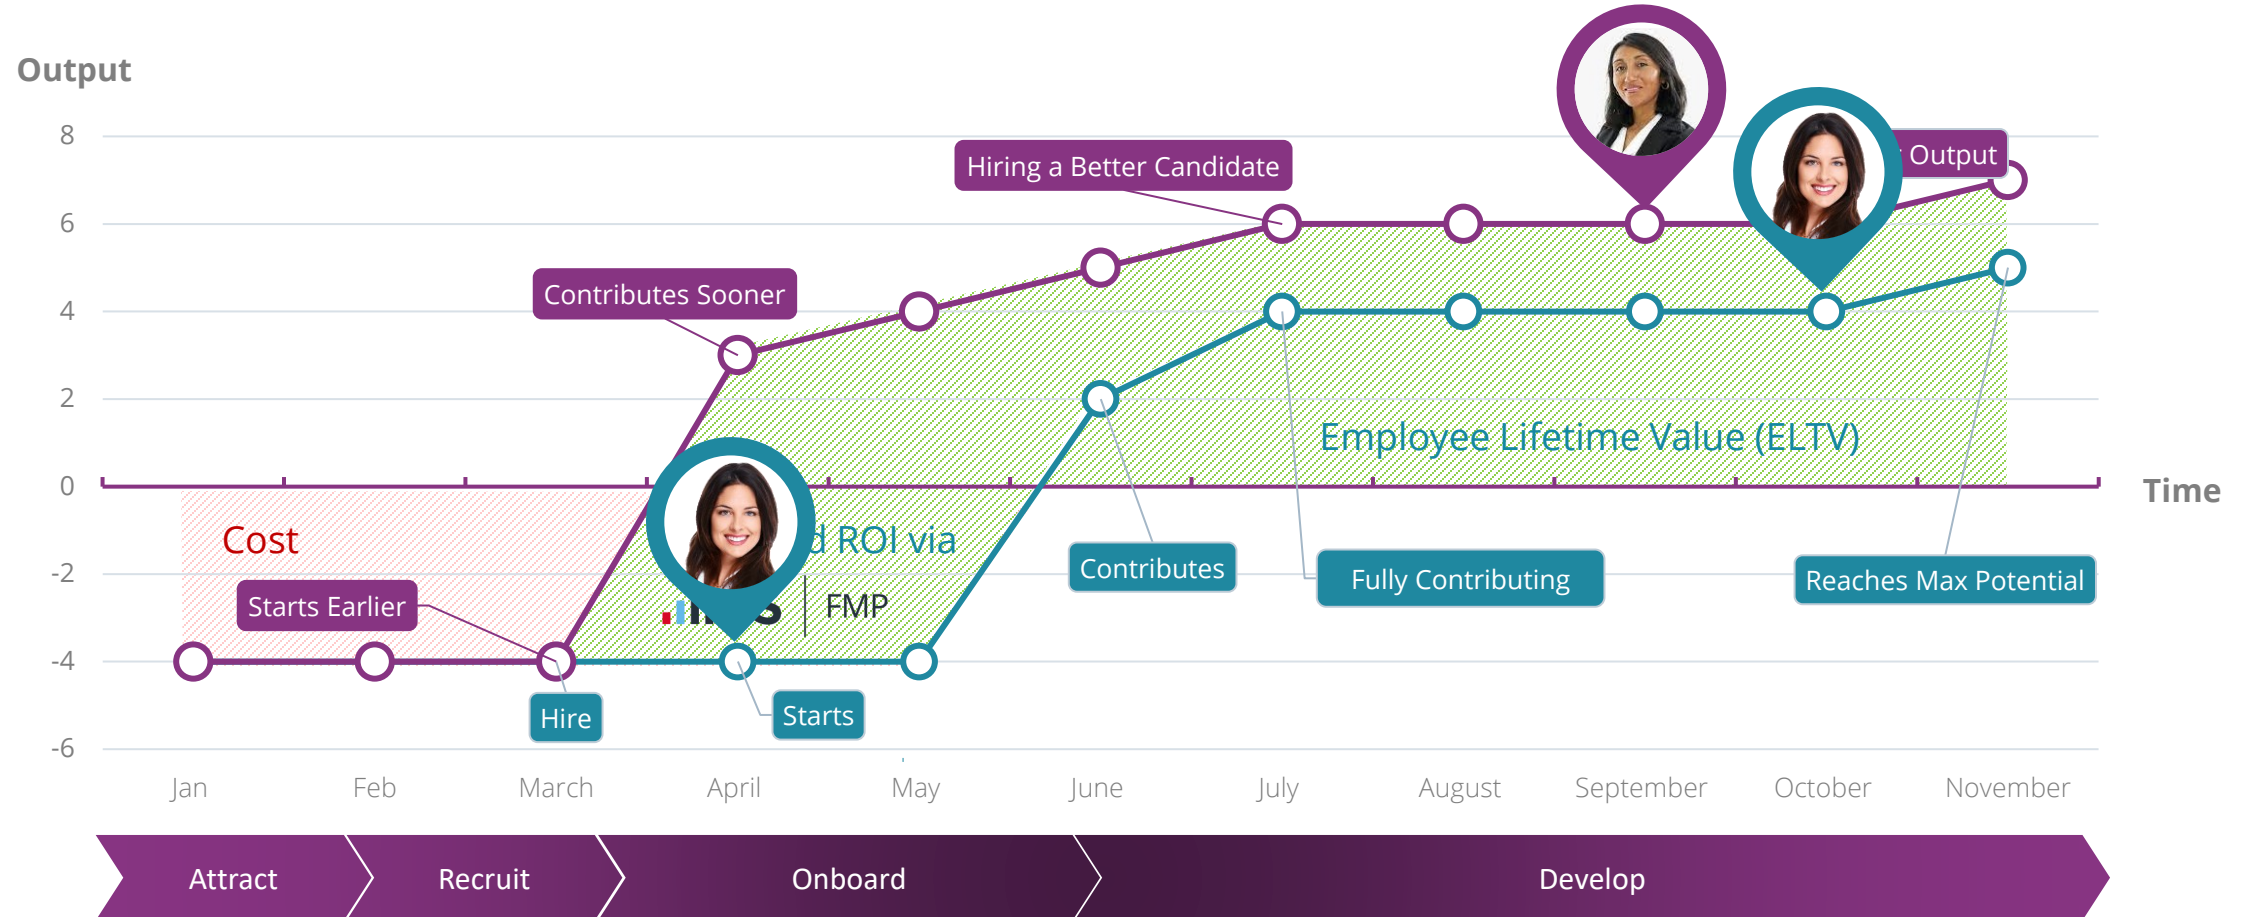 Output
8
6
4
2
0
-2
-4
-6
Hiring a Better Candidate
Output
Contributes Sooner
Employee Lifetime Value (ELTV)
Time
Cost
ROI via
FMP
Starts Earlier
Contributes
Fully Contributing
Reaches Max Potential
Hire
Starts
Jan
Feb
March
April
May
June
July
August
September
October
November
Attract
Recruit
Onboard
Develop